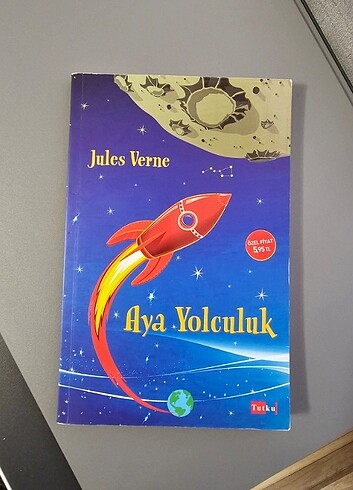 Jules Verne
ÖZEL FİYAT
5,95 TL
Aya Yolculuk
Tutku